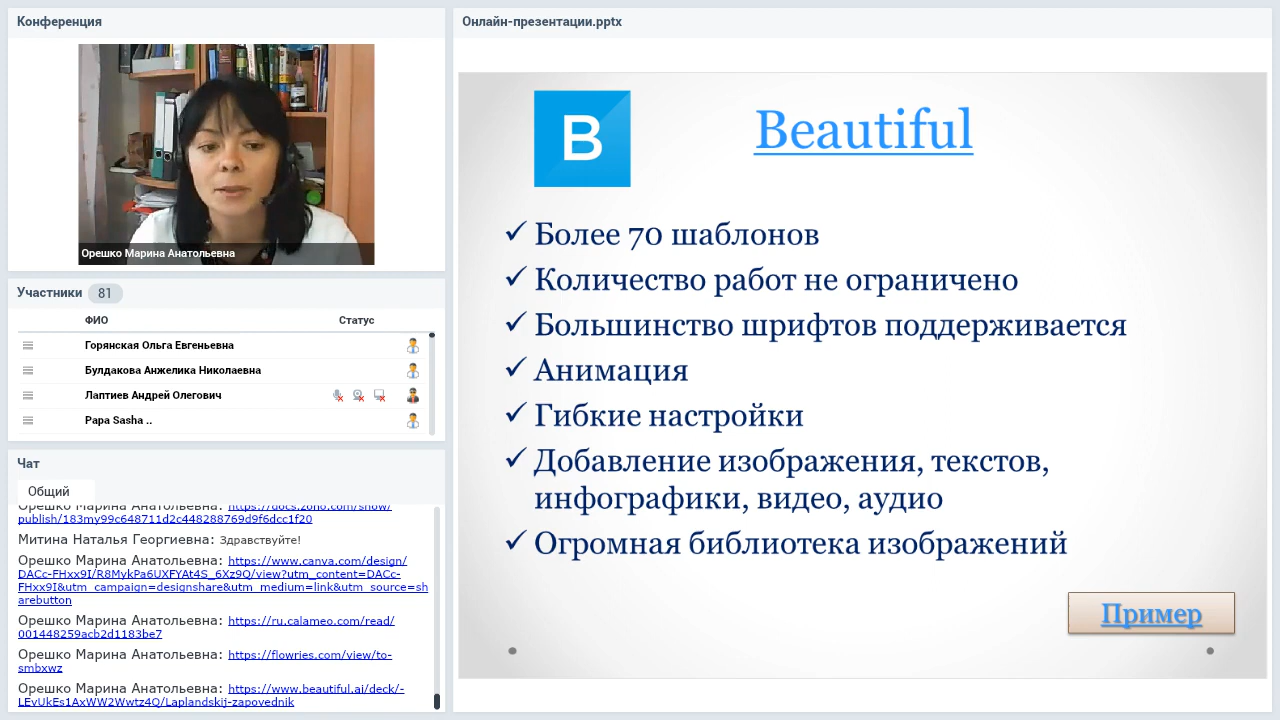 Конференция
Орешко Марина Анатольевна
Участники 81
ФИО Статус
Горянская Ольга Евгеньевна
Булдакова Анжелика Николаевна
Лаптиев Андрей Олегович
Papa Sasha ..
Чат
Общий
Орешко Марина Анатольевна: https://docs.zoho.com/show/
publish/183my99c648711d2c448288769d9f6dcc1f20
Митина Наталья Георгиевна: Здравствуйте!
Орешко Марина Анатольевна: https://www.canva.com/design/
DACc-FHxx9I/R8MykPa6UXFYAt4S_6Xz9Q/view?utm_content=DACc-
FHxx9I&utm_campaign=designshare&utm_medium=link&utm_source=sh
arebutton
Орешко Марина Анатольевна: https://ru.calameo.com/read/
001448259acb2d1183be7
Орешко Марина Анатольевна: https://flowries.com/view/to-
smbxwz
Орешко Марина Анатольевна: https://www.beautiful.ai/deck/-
LEvUkEs1AxWW2Wwtz4Q/Laplandskij-zapovednik
Онлайн-презентации.pptx
B
Beautiful
Более 70 шаблонов
Количество работ не ограничено
Большинство шрифтов поддерживается
Анимация
Гибкие настройки
Добавление изображения, текстов,
инфографики, видео, аудио
Огромная библиотека изображений
Пример